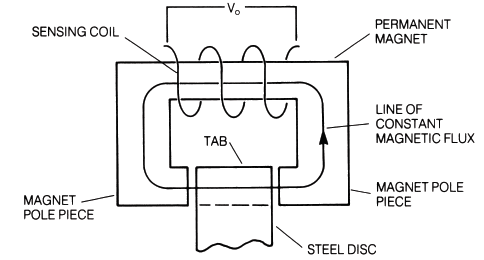 Vo
SENSING COIL
PERMANENT
MAGNET
LINE OF
CONSTANT
MAGNETIC FLUX
TAB
MAGNET
POLE PIECE
MAGNET POLE
PIECE
STEEL DISC